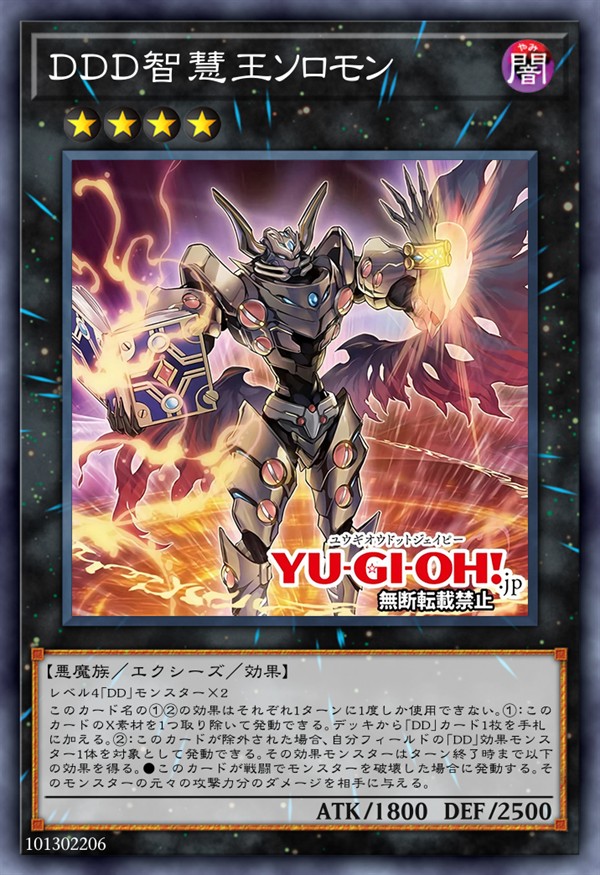 DDD智慧王ソロモン
やみ
闇
ユウギオウドットジェイピー
YU-GI-OH!.jp
無断転載禁止
【悪魔族／エクシーズ／効果】
レベル4「DD」モンスター×2
このカード名の①②の効果はそれぞれ1ターンに1度しか使用できない。①：こ
のカードのX素材を1つ取り除いて発動できる。デッキから「DD」カード1枚を手札
に加える。②：このカードが除外された場合、自分フィールドの「DD」効果モンス
ター1体を対象として発動できる。その効果モンスターはターン終了時まで以下
の効果を得る。●このカードが戦闘でモンスターを破壊した場合に発動する。そ
のモンスターの元々の攻撃力分のダメージを相手に与える。
ATK/1800 DEF/2500
101302206